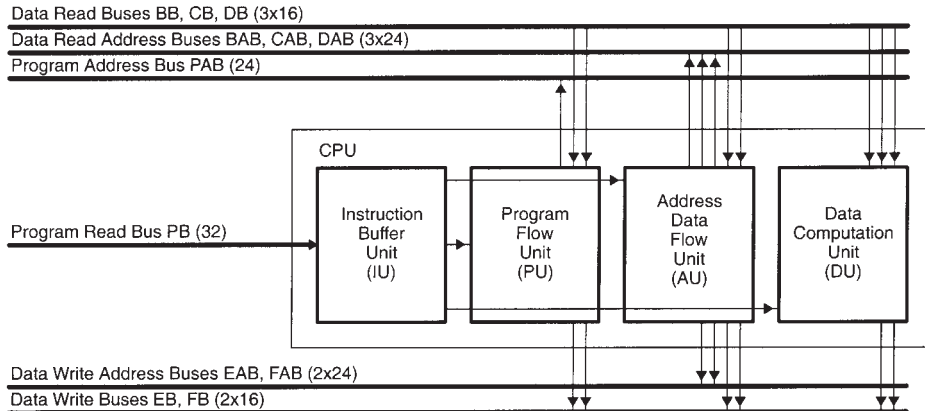 Data Read Buses BB, CB, DB (3x16)
Data Read Address Buses BAB, CAB, DAB (3x24)
Program Address Bus PAB (24)
CPU
Program Read Bus PB (32)
Instruction
Buffer
Unit
(IU)
Program
Flow
Unit
(PU)
Address
Data
Flow
Unit
(AU)
Data
Computation
Unit
(DU)
Data Write Address Buses EAB, FAB (2x24)
Data Write Buses EB, FB (2x16)